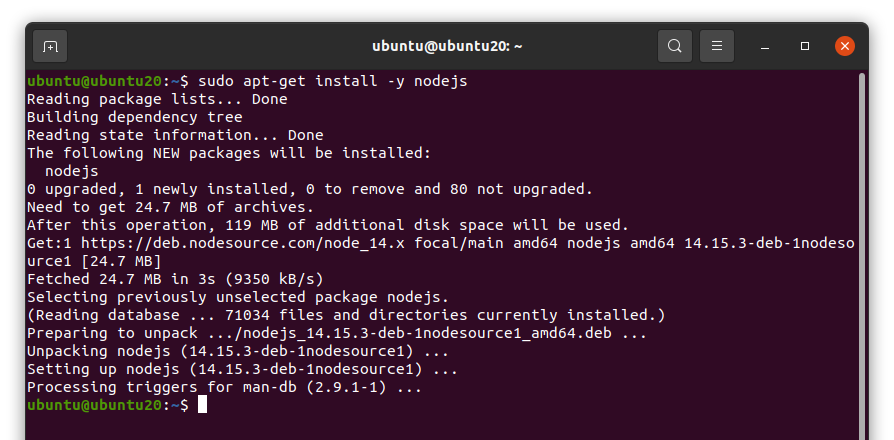 ubuntu@ubuntu20: ~
ubuntu@ubuntu20:~$ sudo apt-get install -y nodejs
Reading package lists... Done
Building dependency tree
Reading state information... Done
The following NEW packages will be installed:
  nodejs
0 upgraded, 1 newly installed, 0 to remove and 80 not upgraded.
Need to get 24.7 MB of archives.
After this operation, 119 MB of additional disk space will be used.
Get:1 https://deb.nodesource.com/node_14.x focal/main amd64 nodejs amd64 14.15.3-deb-1nodeso
urce1 [24.7 MB]
Fetched 24.7 MB in 3s (9350 kB/s)
Selecting previously unselected package nodejs.
(Reading database ... 71034 files and directories currently installed.)
Preparing to unpack .../nodejs_14.15.3-deb-1nodesource1_amd64.deb ...
Unpacking nodejs (14.15.3-deb-1nodesource1) ...
Setting up nodejs (14.15.3-deb-1nodesource1) ...
Processing triggers for man-db (2.9.1-1) ...
ubuntu@ubuntu20:~$